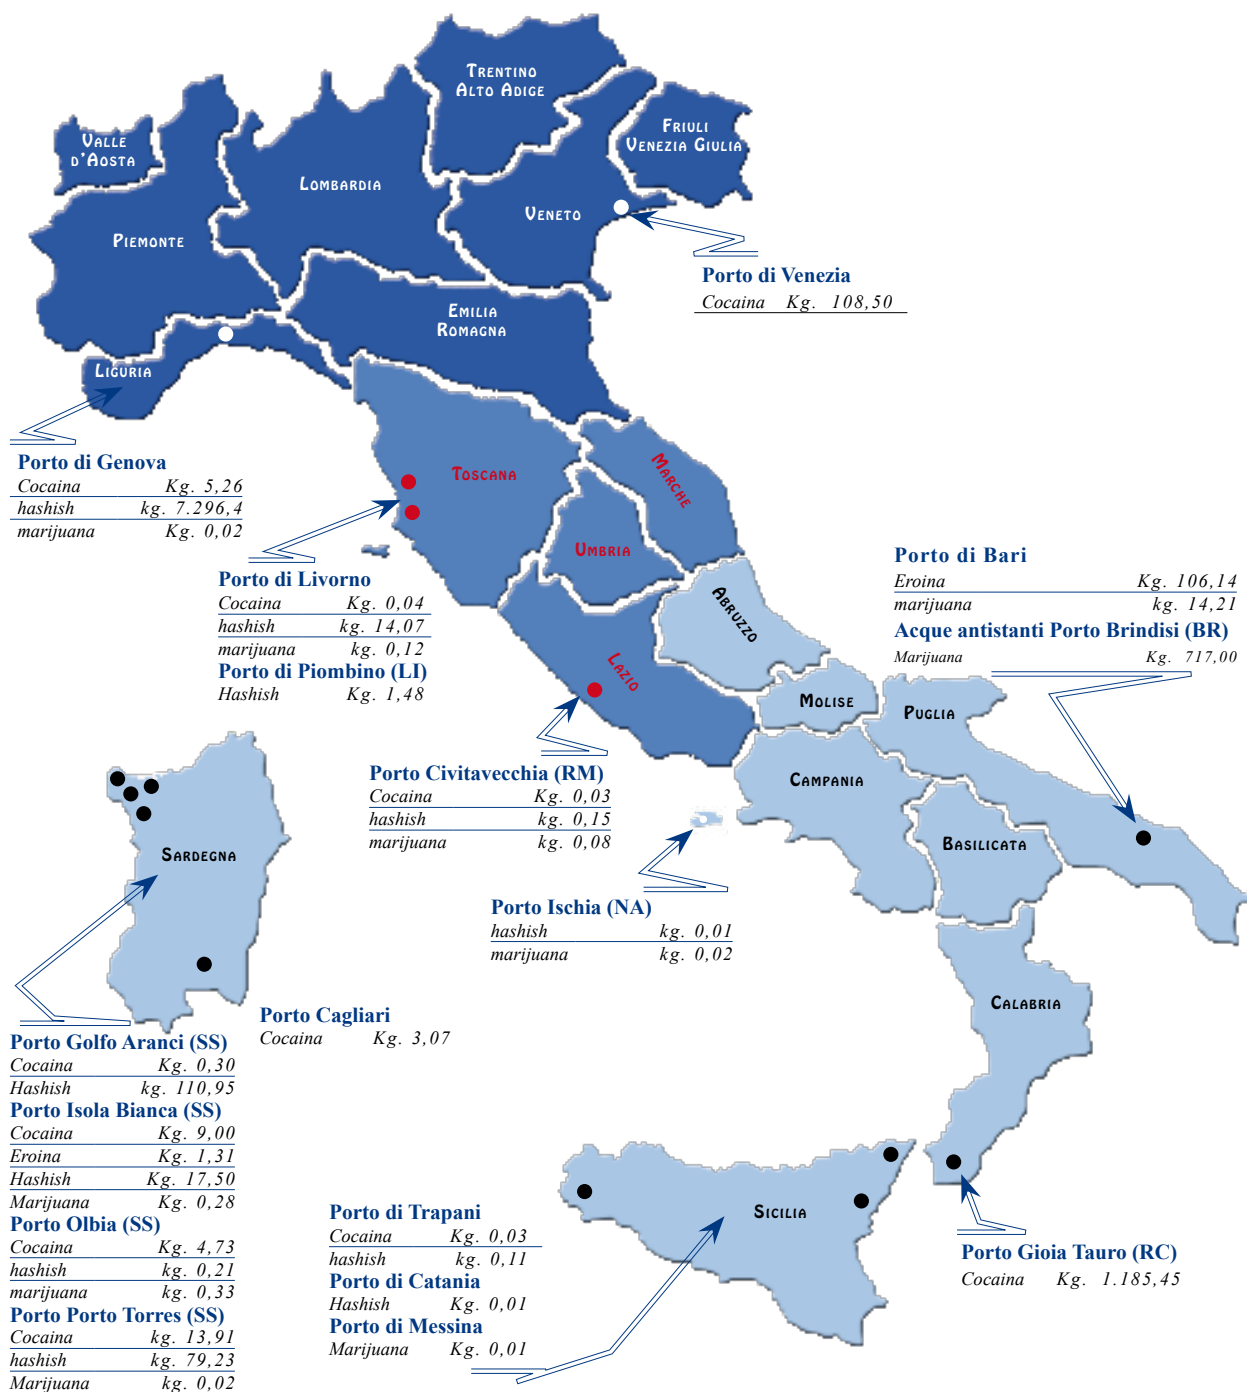 TRENTINO
ALTO ADIGE
FRIULI
VENEZIA GIULIA
VALLE
D'AOSTA
LOMBARDIA
VENETO
PIEMONTE
Porto di Venezia
Cocaina Kg. 108,50
EMILIA
ROMAGNA
LIGURIA
Porto di Genova
Cocaina Kg. 5,26
hashish kg. 7.296,4
marijuana Kg. 0,02
TOSCANA
MARCHE
UMBRIA
Porto di Livorno
Cocaina Kg. 0,04
hashish kg. 14,07
marijuana kg. 0,12
Porto di Piombino (LI)
Hashish Kg. 1,48
ABRUZZO
LAZIO
Porto di Bari
Eroina Kg. 106,14
marijuana kg. 14,21
Acque antistanti Porto Brindisi (BR)
Marijuana Kg. 717,00
MOLISE
PUGLIA
Porto Civitavecchia (RM)
Cocaina Kg. 0,03
hashish kg. 0,15
marijuana kg. 0,08
CAMPANIA
BASILICATA
SARDEGNA
Porto Ischia (NA)
hashish kg. 0,01
marijuana kg. 0,02
CALABRIA
Porto Cagliari
Cocaina Kg. 3,07
Porto Golfo Aranci (SS)
Cocaina Kg. 0,30
Hashish kg. 110,95
Porto Isola Bianca (SS)
Cocaina Kg. 9,00
Eroina Kg. 1,31
Hashish Kg. 17,50
Marijuana Kg. 0,28
Porto Olbia (SS)
Cocaina Kg. 4,73
hashish kg. 0,21
marijuana kg. 0,33
Porto Porto Torres (SS)
Cocaina kg. 13,91
hashish kg. 79,23
Marijuana kg. 0,02
SICILIA
Porto di Trapani
Cocaina Kg. 0,03
hashish kg. 0,11
Porto di Catania
Hashish Kg. 0,01
Porto di Messina
Marijuana Kg. 0,01
Porto Gioia Tauro (RC)
Cocaina Kg. 1.185,45